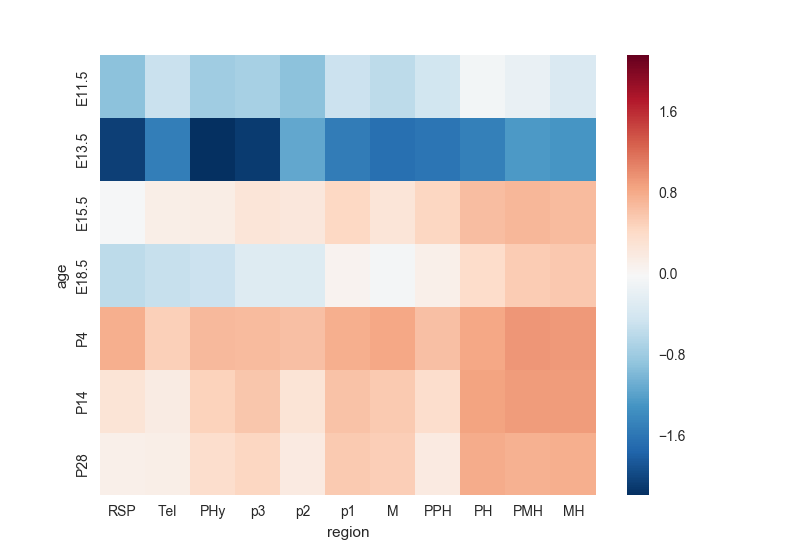 E11.5
E13.5
E15.5
E18.5
P4
P14
P28
age
RSP Tel PHy p3 p2 p1 M PPH PH PMH MH
region
1.6
0.8
0.0
−0.8
−1.6